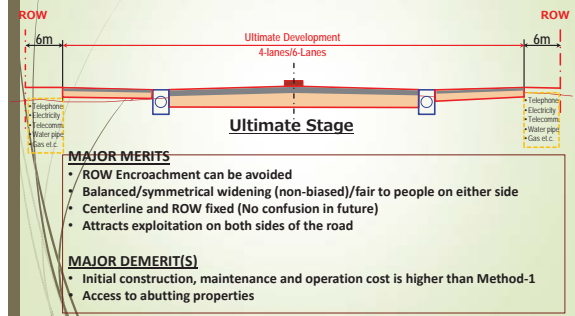 ROW
ROW
6m
Ultimate Development
6m
4-lanes/6-Lanes
• Telephone
• Electricity
• Telecomm.
• Water pipe
• Gas et.c.
• Telephone
• Electricity
• Telecomm.
• Water pipe
• Gas et.c.
Ultimate Stage
MAJOR MERITS
• ROW Encroachment can be avoided
• Balanced/symmetrical widening (non-biased)/fair to people on either side
• Centerline and ROW fixed (No confusion in future)
• Attracts exploitation on both sides of the road
MAJOR DEMERIT(S)
• Initial construction, maintenance and operation cost is higher than Method-1
• Access to abutting properties